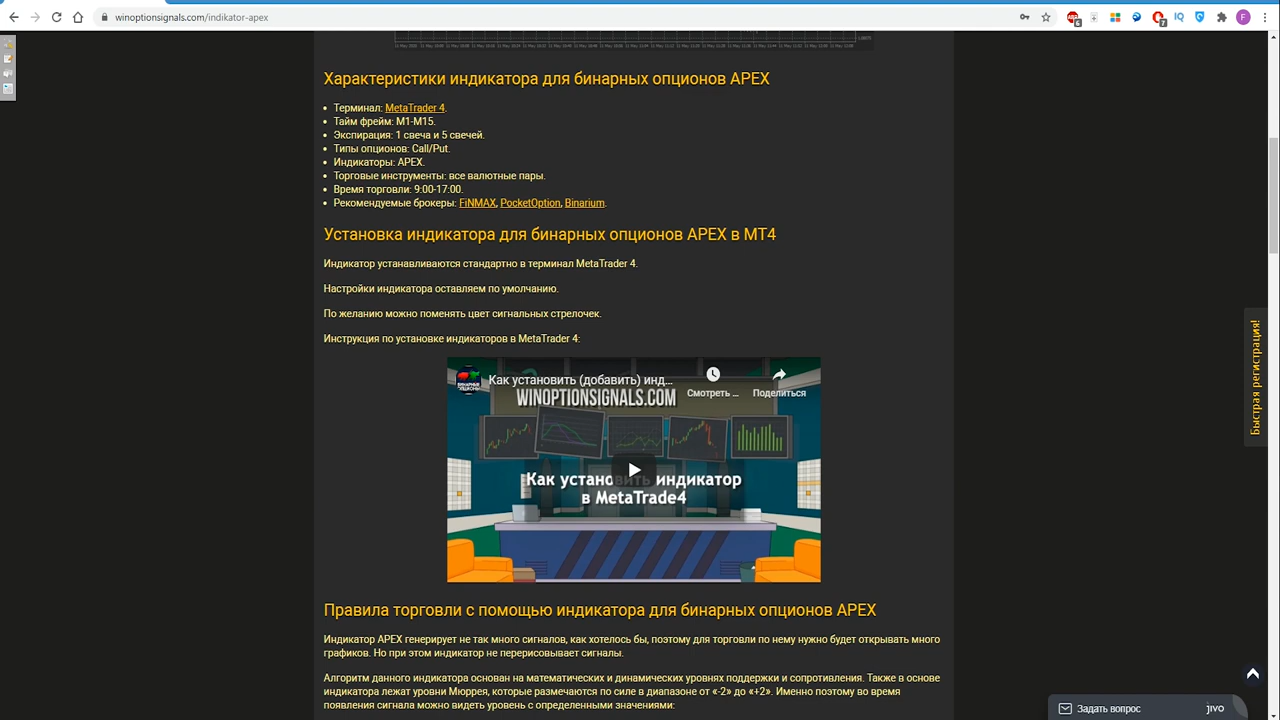 winoptionsignals.com/indikator-apex
Характеристики индикатора для бинарных опционов APEX
Терминал: MetaTrader 4.
Тайм фрейм: M1-M15.
Экспирация: 1 свеча и 5 свечей.
Типы опционов: Call/Put.
Индикаторы: APEX.
Торговые инструменты: все валютные пары.
Время торговли: 9:00-17:00.
Рекомендуемые брокеры: FiNMAX, PocketOption, Binarium.
Установка индикатора для бинарных опционов APEX в MT4
Индикатор устанавливаются стандартно в терминал MetaTrader 4.
Настройки индикатора оставляем по умолчанию.
По желанию можно поменять цвет сигнальных стрелочек.
Инструкция по установке индикаторов в MetaTrader 4:
Как установить (добавить) инд...
Смотреть ...
Поделиться
WINOPTIONSIGNALS.COM
Как установить индикатор
в MetaTrade4
Быстрая регистрация!
Правила торговли с помощью индикатора для бинарных опционов APEX
Индикатор APEX генерирует не так много сигналов, как хотелось бы, поэтому для торговли по нему нужно будет открывать много
графиков. Но при этом индикатор не перерисовывает сигналы.
Алгоритм данного индикатора основан на математических и динамических уровнях поддержки и сопротивления. Также в основе
индикатора лежат уровни Мюррея, которые размечаются по силе в диапазоне от «-2» до «+2». Именно поэтому во время
появления сигнала можно видеть уровень с определенными значениями:
Задать вопрос
jivo